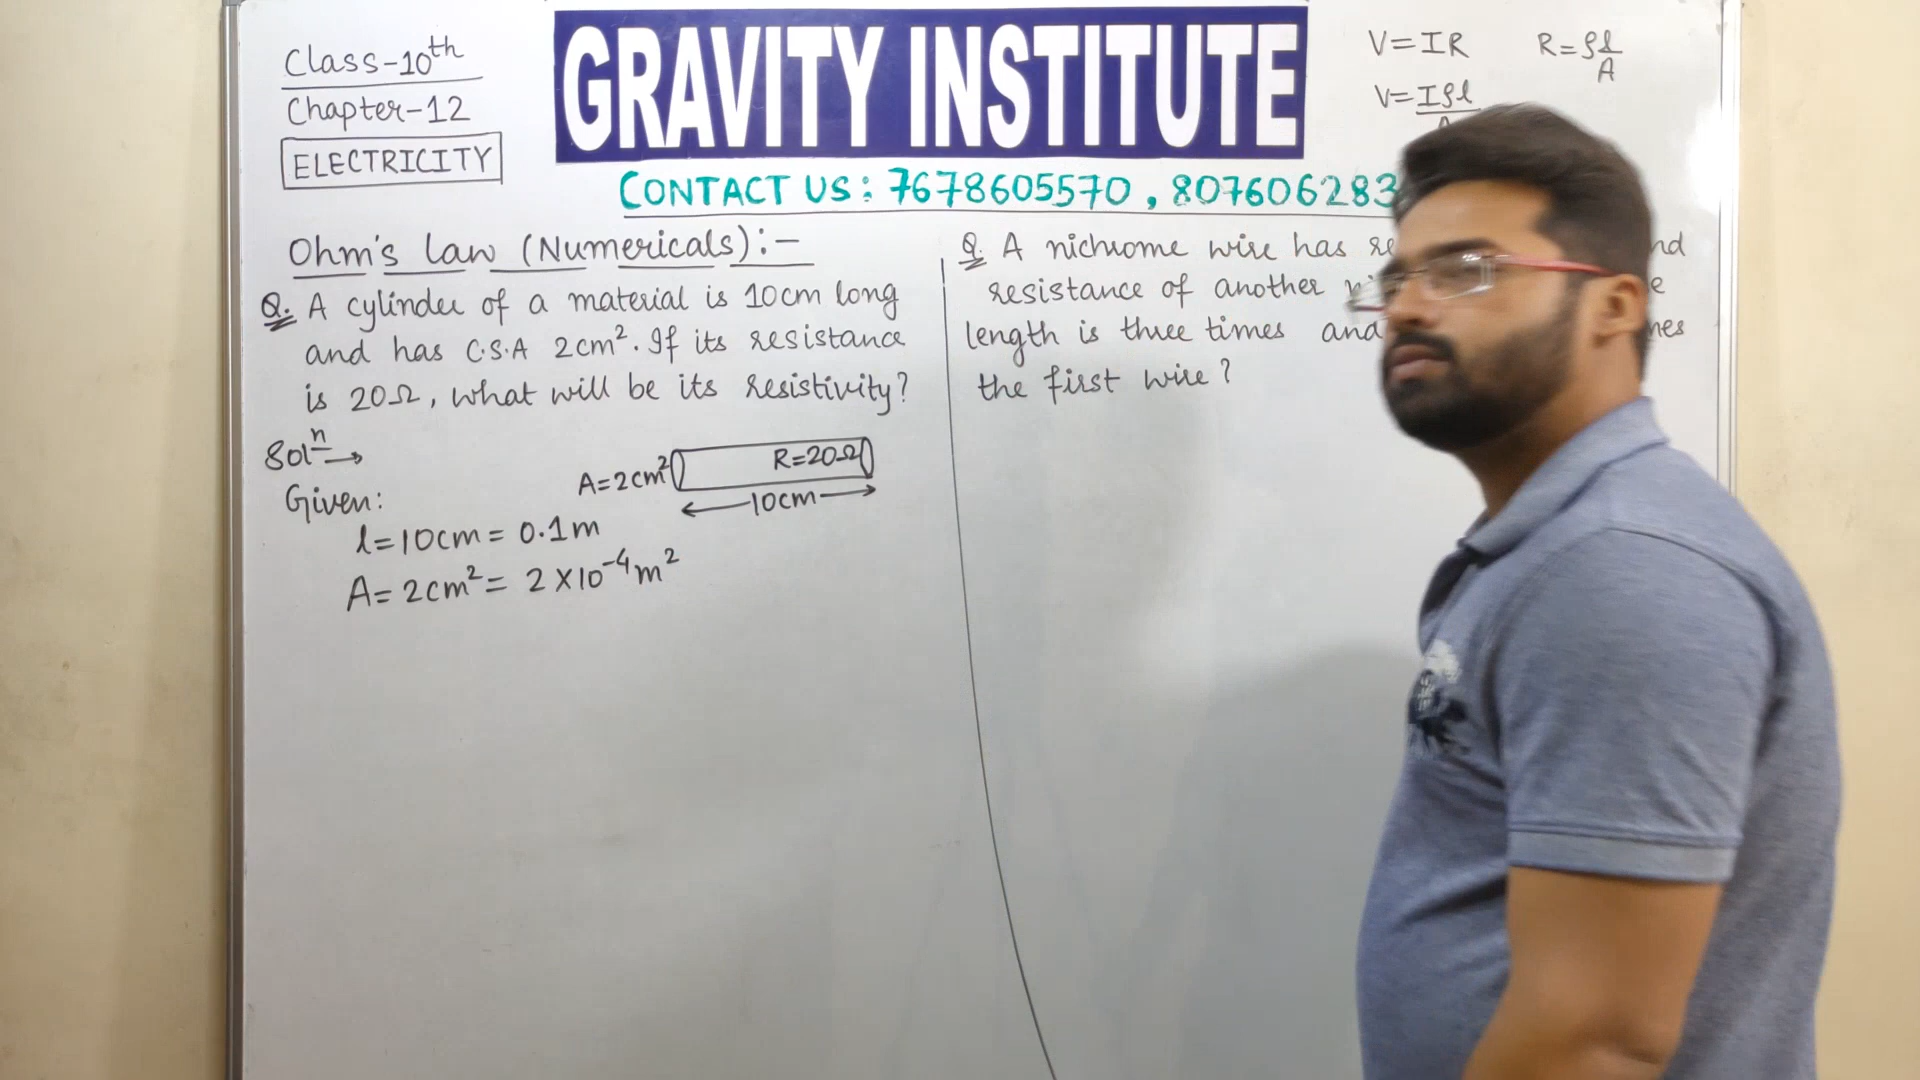 Class-10th
Chapter-12
ELECTRICITY
GRAVITY INSTITUTE
CONTACT US: 7678605570, 807606283
V=IR
R=ρl/A
V=Iρl
Ohm's law (Numericals):-
Q. A cylinder of a material is 10cm long
and has C.S.A 2cm². If its resistance
is 20Ω, what will be its resistivity?
Solⁿ→
Given:
l=10cm= 0.1m
A= 2cm²= 2×10⁻⁴m²
A=2cm²
R=20Ω
10cm
Q. A nichrome wire has
resistance of another
length is three times and
the first wire?